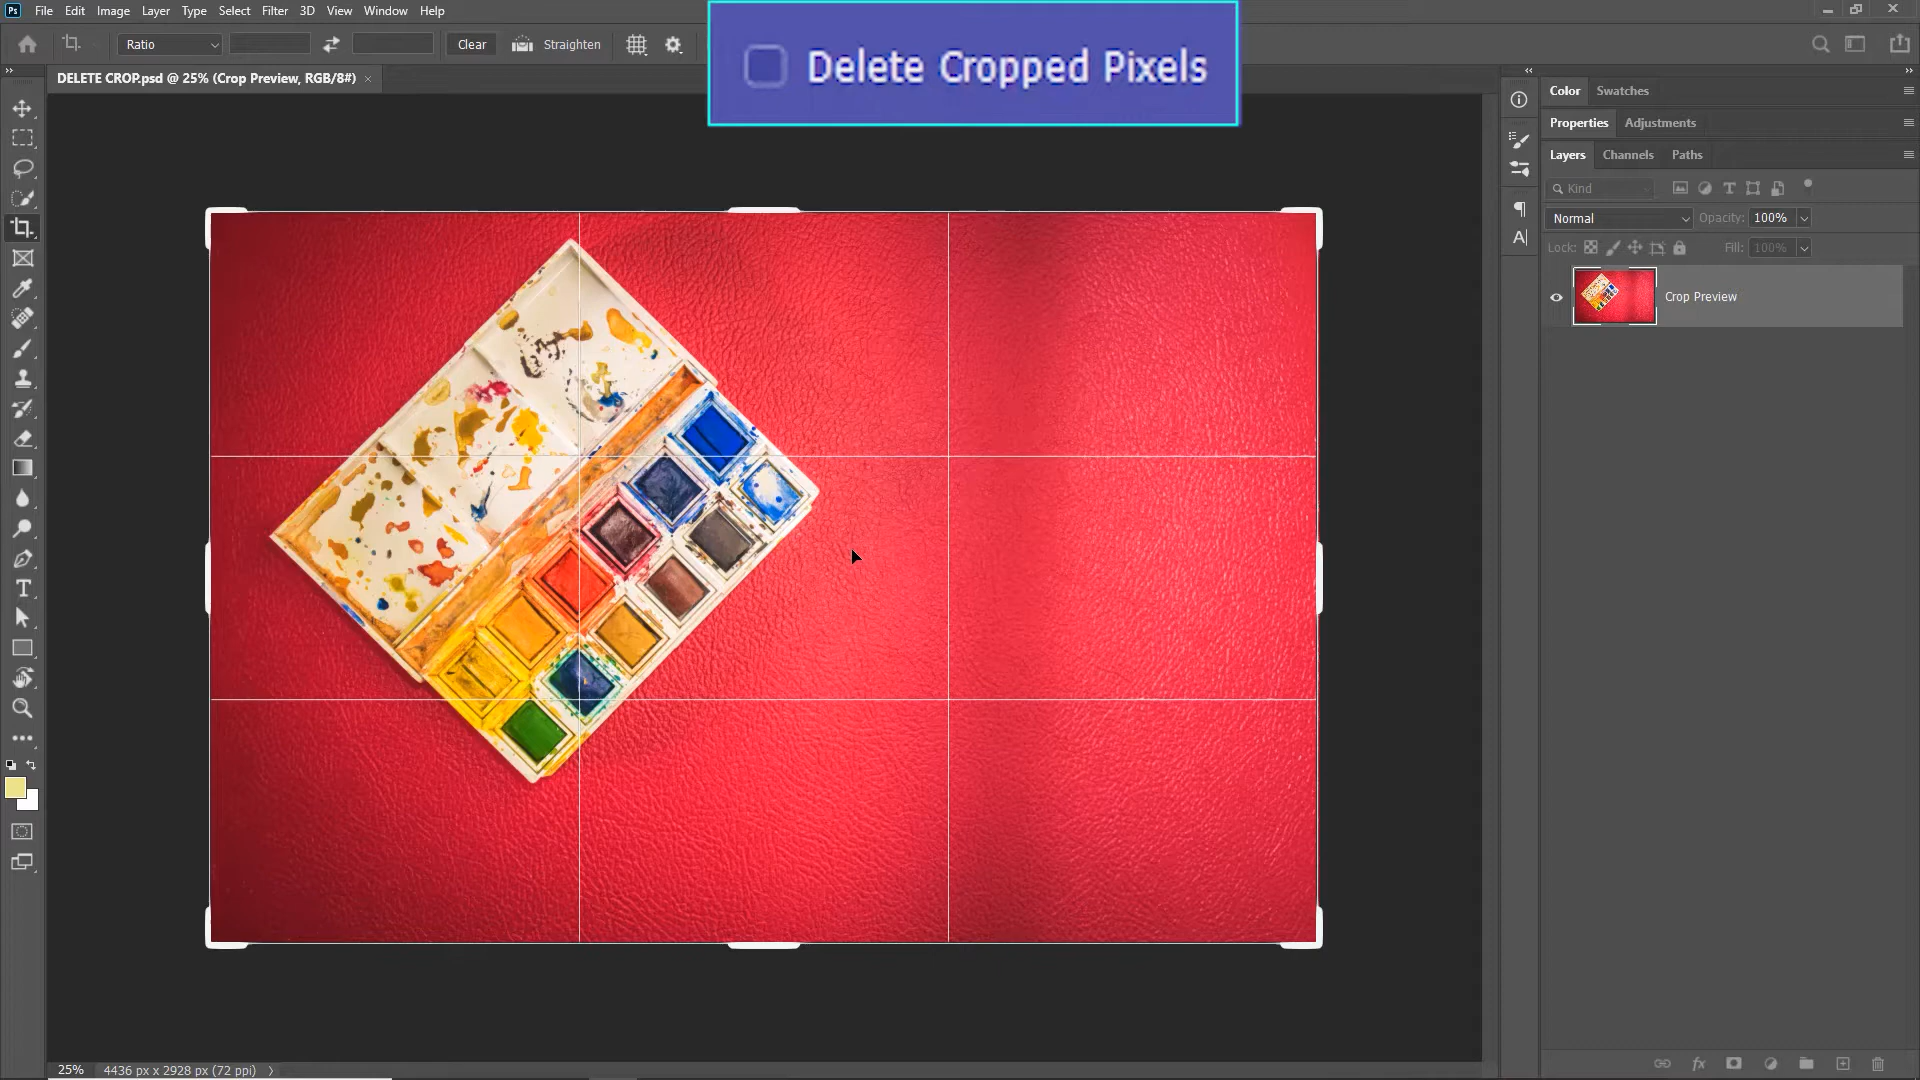 Ps File Edit Image Layer Type Select Filter 3D View Window Help
Delete Cropped Pixels
Ratio Clear Straighten
DELETE CROP.psd @ 25% (Crop Preview, RGB/8#) ×
Color Swatches
Properties Adjustments
Layers Channels Paths
Kind
Normal Opacity: 100%
Lock: Fill: 100%
Crop Preview
25% 4436 px x 2928 px (72 ppi)